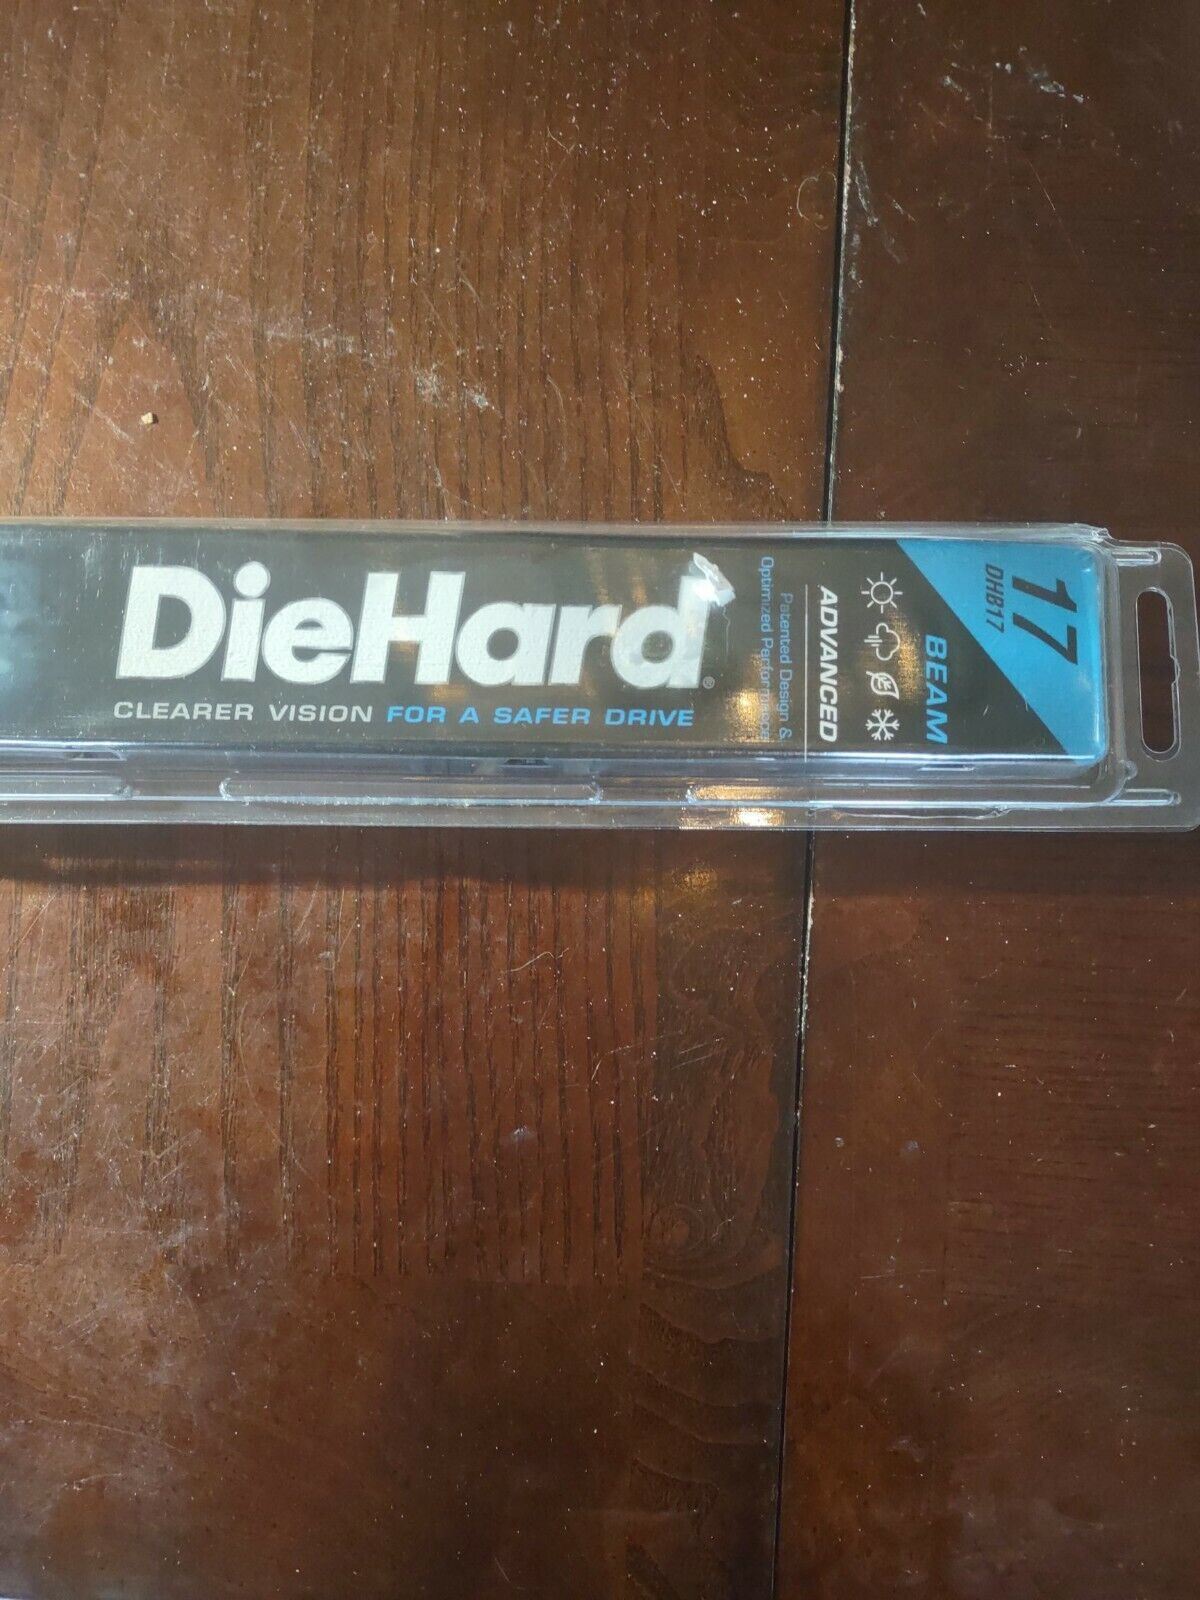 DieHard®
CLEARER VISION FOR A SAFER DRIVE
Patented Design &
Optimized Performance
ADVANCED
BEAM
17
DHB17